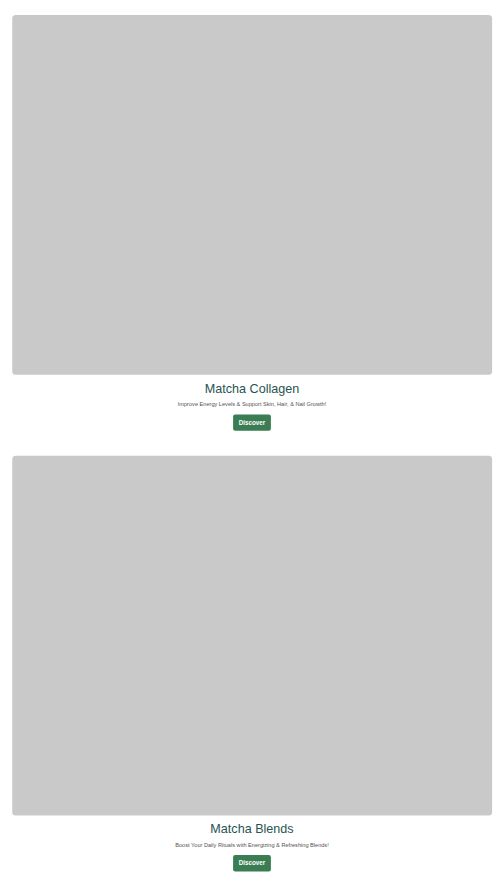 Matcha Collagen
Improve Energy Levels & Support Skin, Hair, & Nail Growth!
Discover
Matcha Blends
Boost Your Daily Rituals with Energizing & Refreshing Blends!
Discover